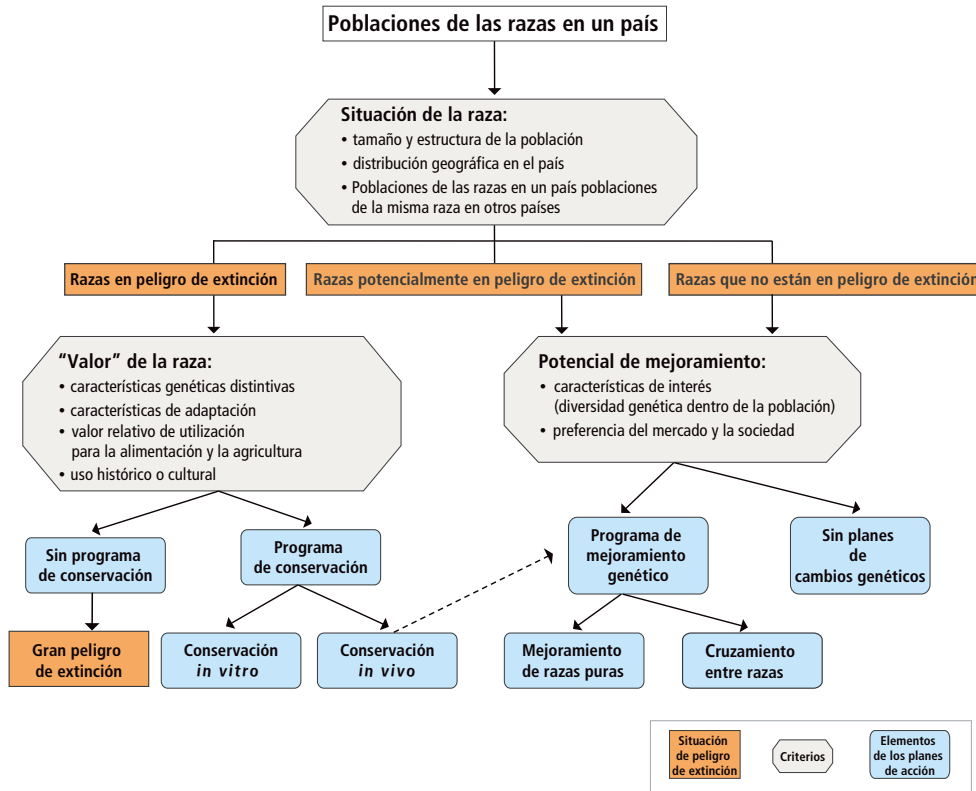 Poblaciones de las razas en un país
Situación de la raza:
• tamaño y estructura de la población
• distribución geográfica en el país
• Poblaciones de las razas en un país poblaciones
de la misma raza en otros países
Razas en peligro de extinción
Razas potencialmente en peligro de extinción
Razas que no están en peligro de extinción
“Valor” de la raza:
• características genéticas distintivas
• características de adaptación
• valor relativo de utilización
para la alimentación y la agricultura
• uso histórico o cultural
Potencial de mejoramiento:
• características de interés
(diversidad genética dentro de la población)
• preferencia del mercado y la sociedad
Sin programa
de conservación
Programa
de conservación
Programa de
mejoramiento
genético
Sin planes
de
cambios genéticos
Gran peligro
de extinción
Conservación
in vitro
Conservación
in vivo
Mejoramiento
de razas puras
Cruzamiento
entre razas
Situación
de peligro
de extinción
Criterios
Elementos
de los planes
de acción